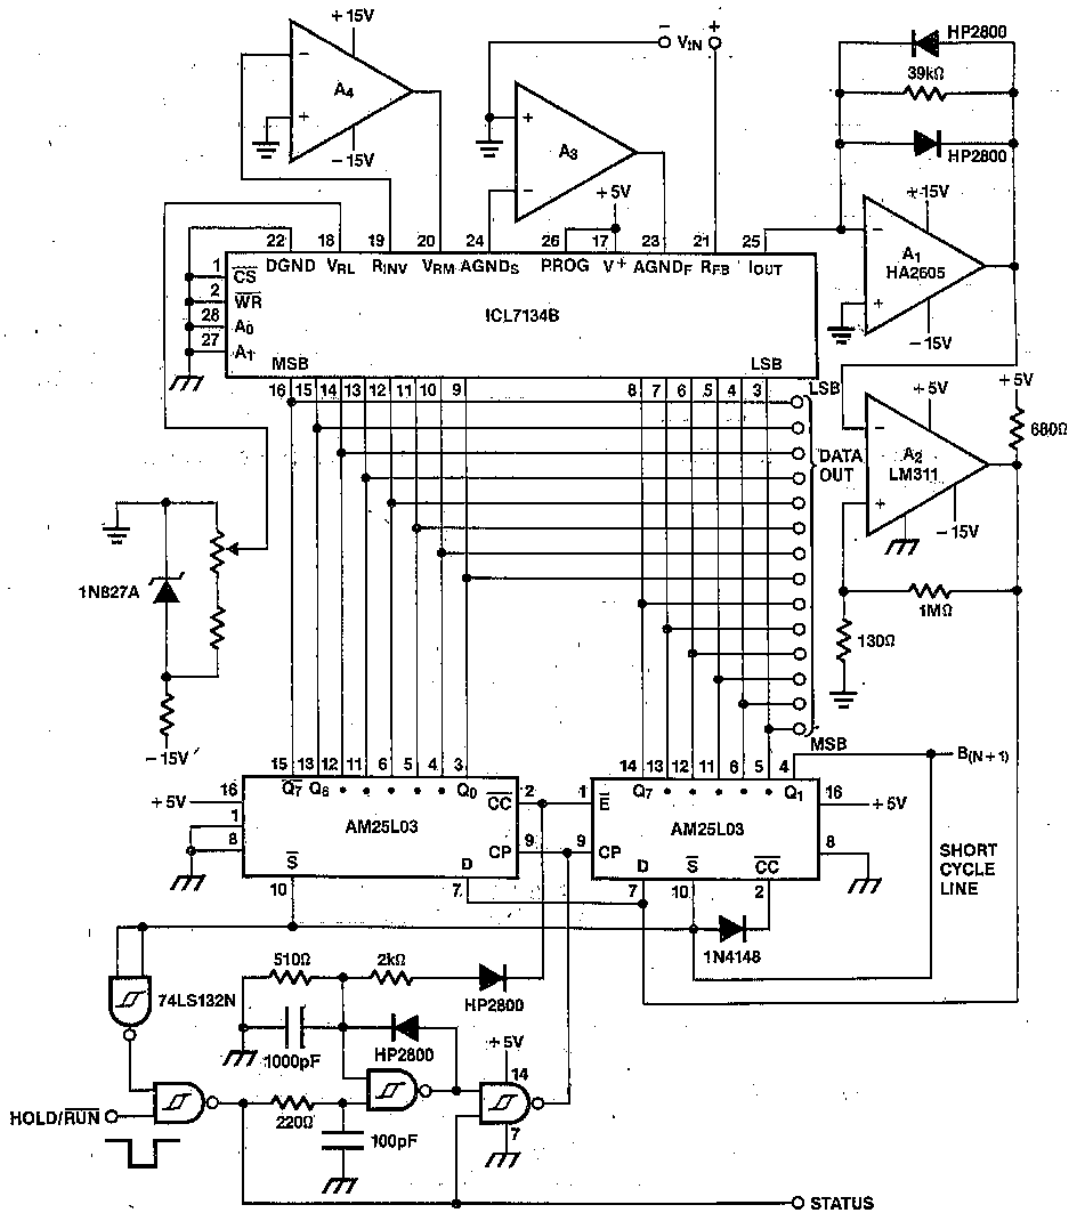 +15V
A4
−
+
−15V
− VIN +
+
A3
−
+5V
HP2800
39kΩ
HP2800
+15V
−
A1
HA2605
+
−15V
22 18 19 20 24 26 17 23 21 25
DGND VRL RINV VRM AGNDS PROG V+ AGNDF RFB IOUT
1 CS
2 WR
28 A0
27 A1
ICL7134B
MSB LSB
16 15 14 13 12 11 10 9 8 7 6 5 4 3
LSB
DATA
OUT
MSB
+5V
+5V
680Ω
−
A2
LM311
+
−15V
1MΩ
130Ω
1N827A
−15V
15 13 12 11 6 5 4 3
Q7 Q6 Q0
+5V 16
1
8
AM25L03
CC 2
CP 9
S D
10 7
14 13 12 11 6 5 4
Q7 Q1
B(N+1)
1 E
9 CP
AM25L03
16 +5V
8
D S CC
7 10 2
SHORT
CYCLE
LINE
1N4148
74LS132N
510Ω
2kΩ
HP2800
1000pF
HP2800
+5V
14
7
HOLD/RUN
220Ω
100pF
STATUS